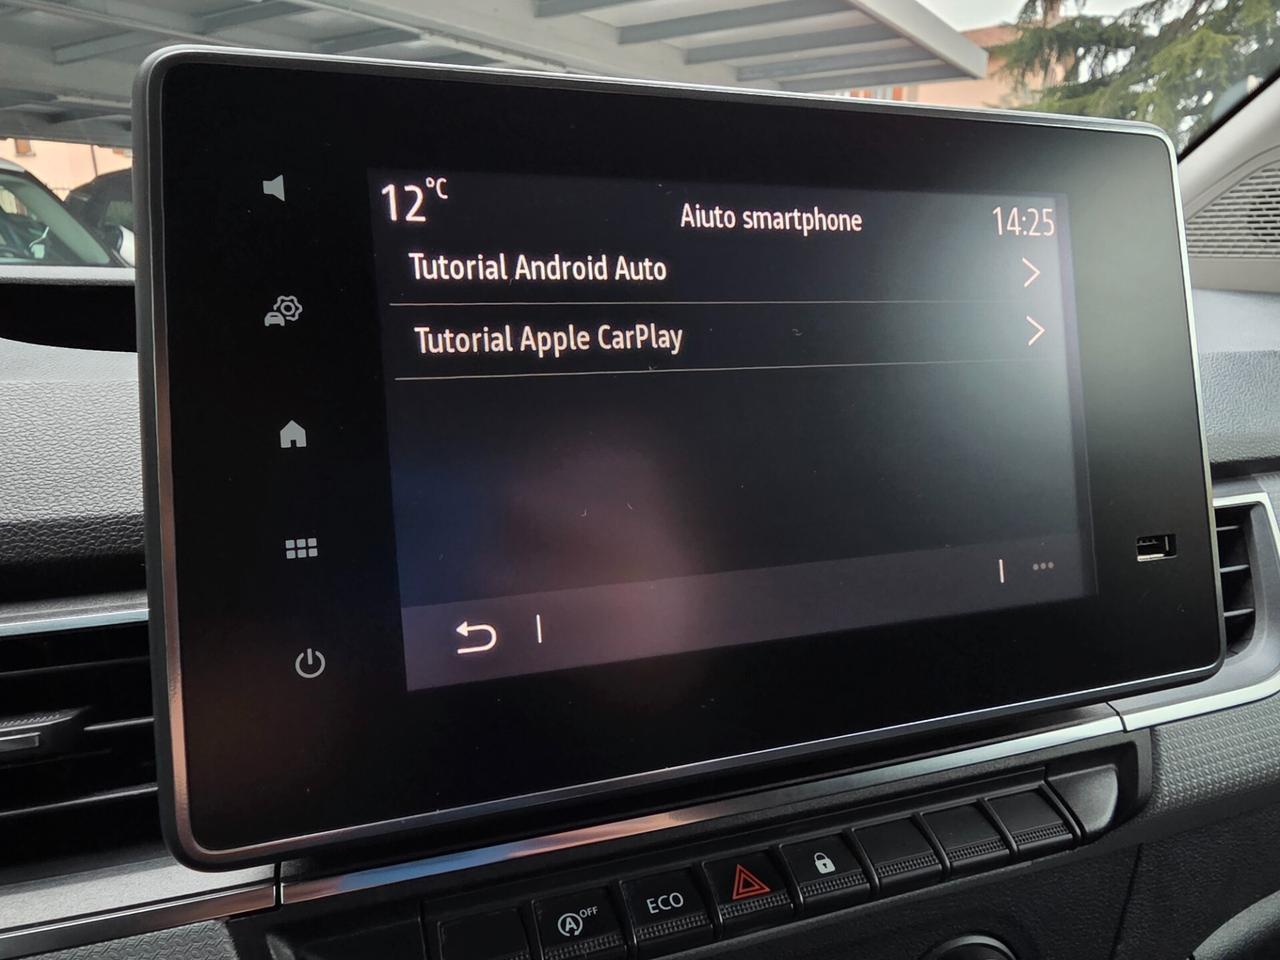 12°C
Aiuto smartphone
14:25
Tutorial Android Auto
Tutorial Apple CarPlay
A OFF
ECO